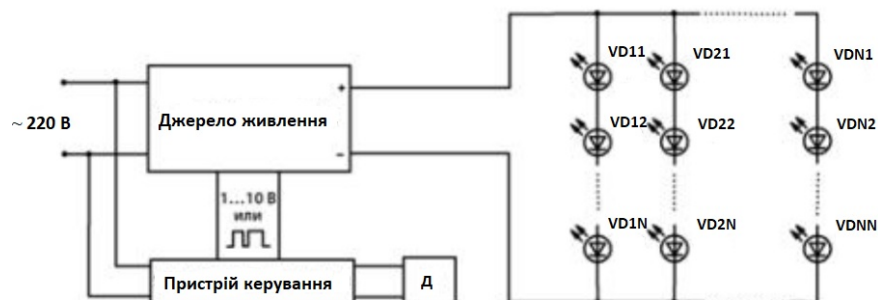 VD11
VD21
VDN1
+
~ 220 В
Джерело живлення
VD12
VD22
VDN2
–
1...10 В
или
VD1N
VD2N
VDNN
Пристрій керування
Д